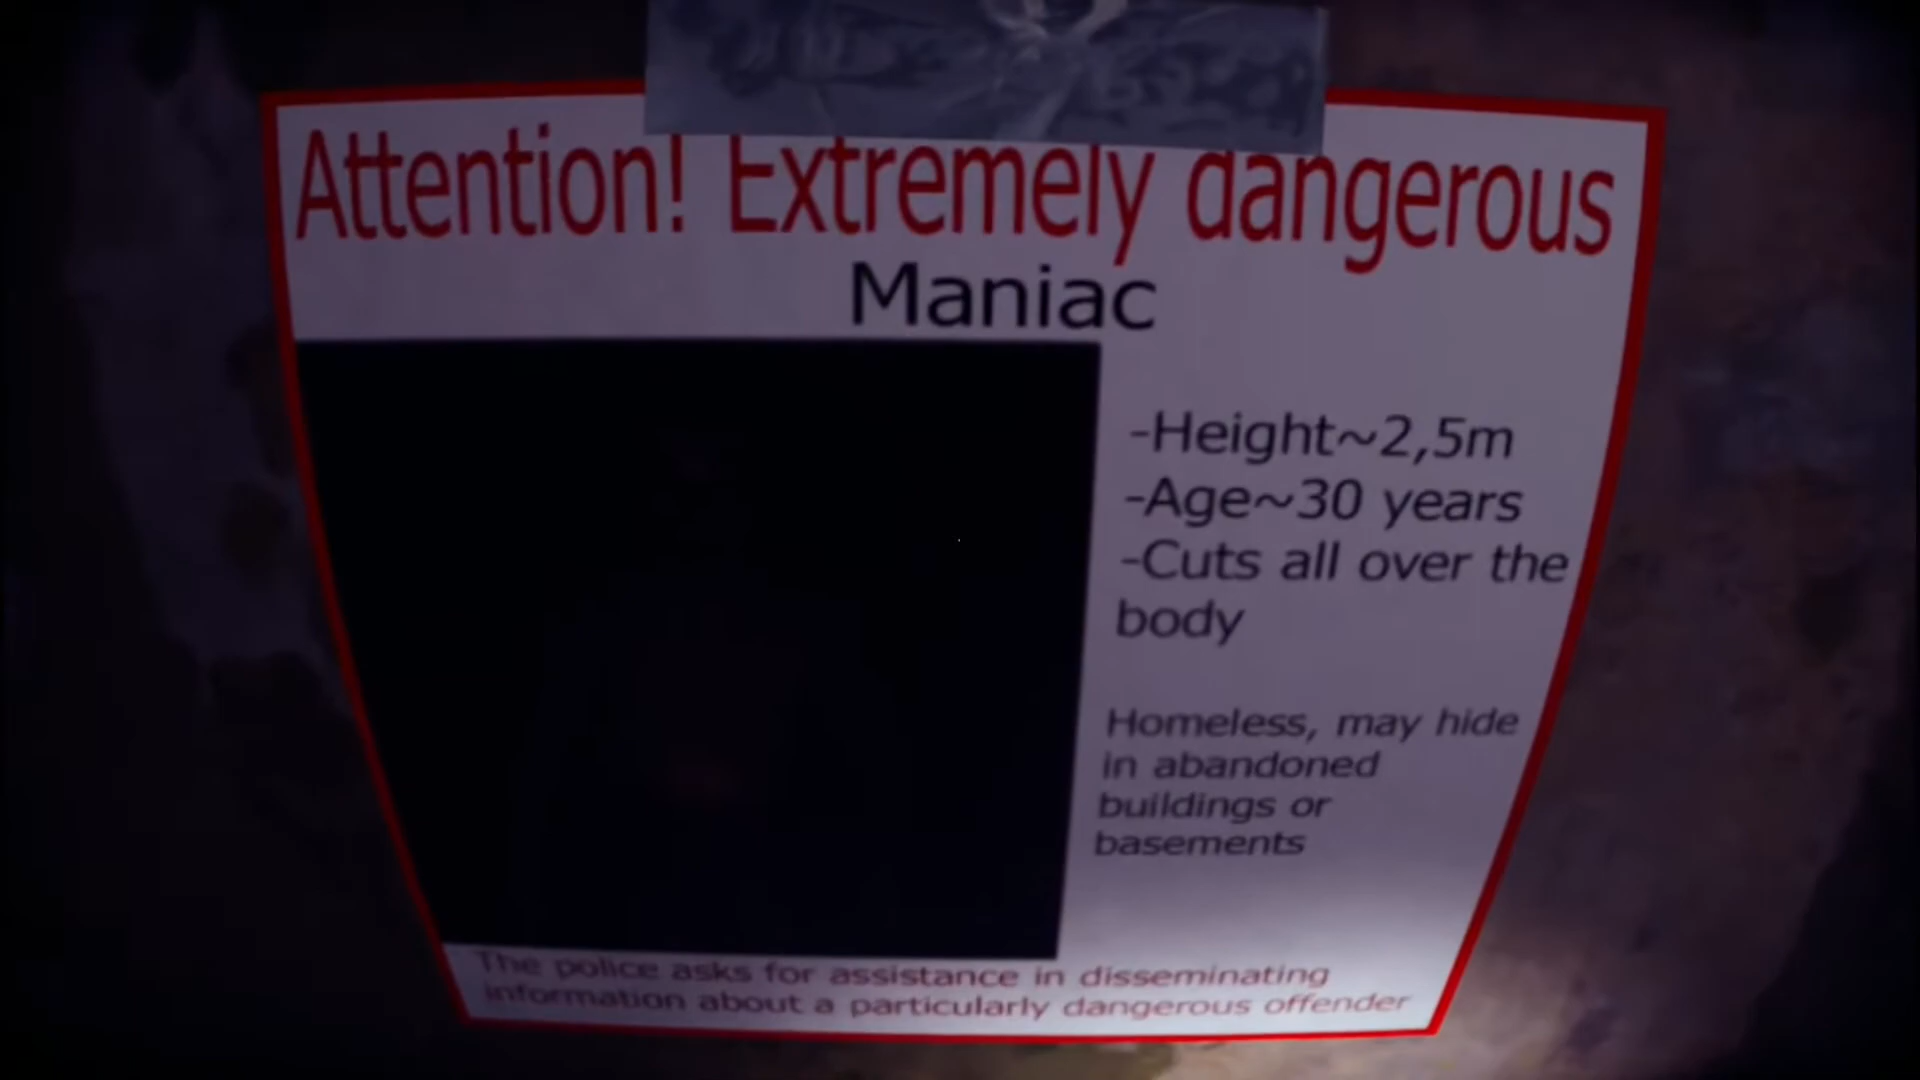 Attention! Extremely dangerous
Maniac
-Height~2,5m
-Age~30 years
-Cuts all over the
body
Homeless, may hide
in abandoned
buildings or
basements
The police asks for assistance in disseminating
information about a particularly dangerous offender